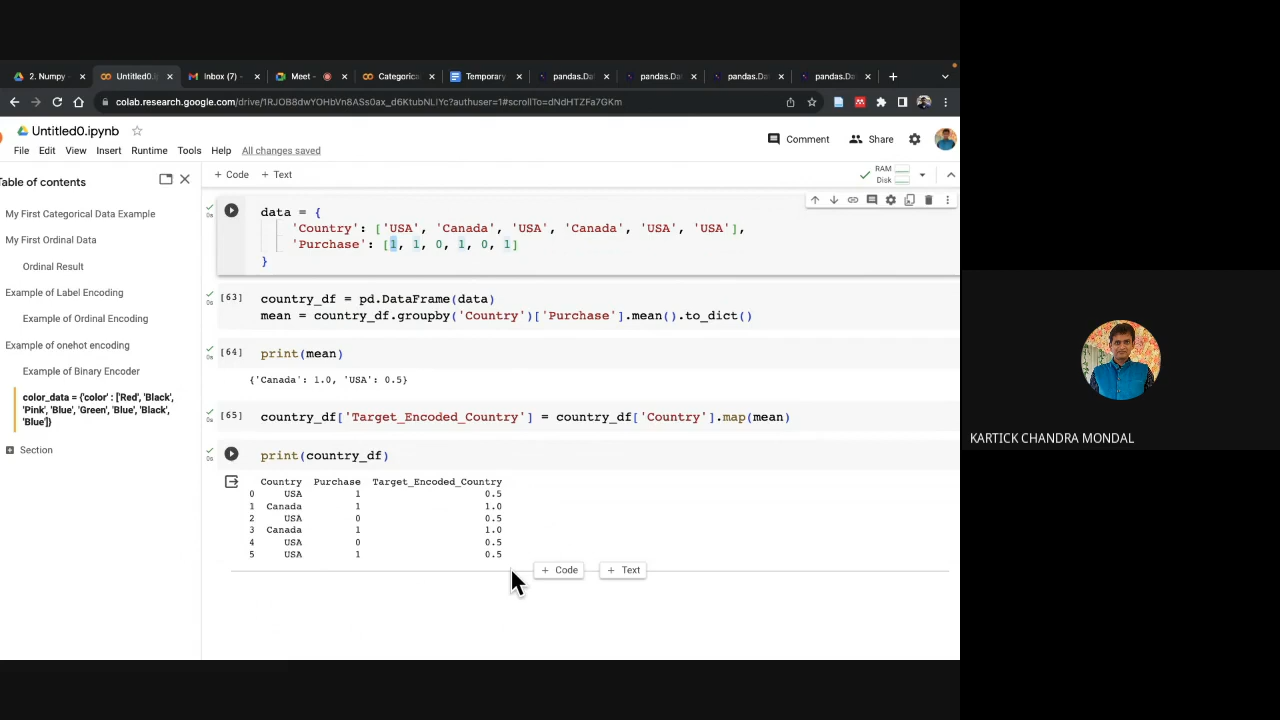 2. Numpy
Untitled0.ip
Inbox (7) -
Meet -
Categorica
Temporary
pandas.Da
pandas.Da
pandas.Da
pandas.Da
colab.research.google.com/drive/1RJOB8dwYOHbVn8ASs0ax_d6KtubNLIYc?authuser=1#scrollTo=dNdHTZFa7GKm
Untitled0.ipynb
File Edit View Insert Runtime Tools Help All changes saved
Comment
Share
Table of contents
+ Code + Text
RAM
Disk
My First Categorical Data Example
My First Ordinal Data
Ordinal Result
Example of Label Encoding
Example of Ordinal Encoding
Example of onehot encoding
Example of Binary Encoder
color_data = {'color' : ['Red', 'Black',
'Pink', 'Blue', 'Green', 'Blue', 'Black',
'Blue']}
Section
0s
data = {
'Country': ['USA', 'Canada', 'USA', 'Canada', 'USA', 'USA'],
'Purchase': [1, 1, 0, 1, 0, 1]
}
0s
[63]
country_df = pd.DataFrame(data)
mean = country_df.groupby('Country')['Purchase'].mean().to_dict()
0s
[64]
print(mean)
{'Canada': 1.0, 'USA': 0.5}
0s
[65]
country_df['Target_Encoded_Country'] = country_df['Country'].map(mean)
0s
print(country_df)
Country Purchase Target_Encoded_Country
0 USA 1 0.5
1 Canada 1 1.0
2 USA 0 0.5
3 Canada 1 1.0
4 USA 0 0.5
5 USA 1 0.5
+ Code + Text
KARTICK CHANDRA MONDAL